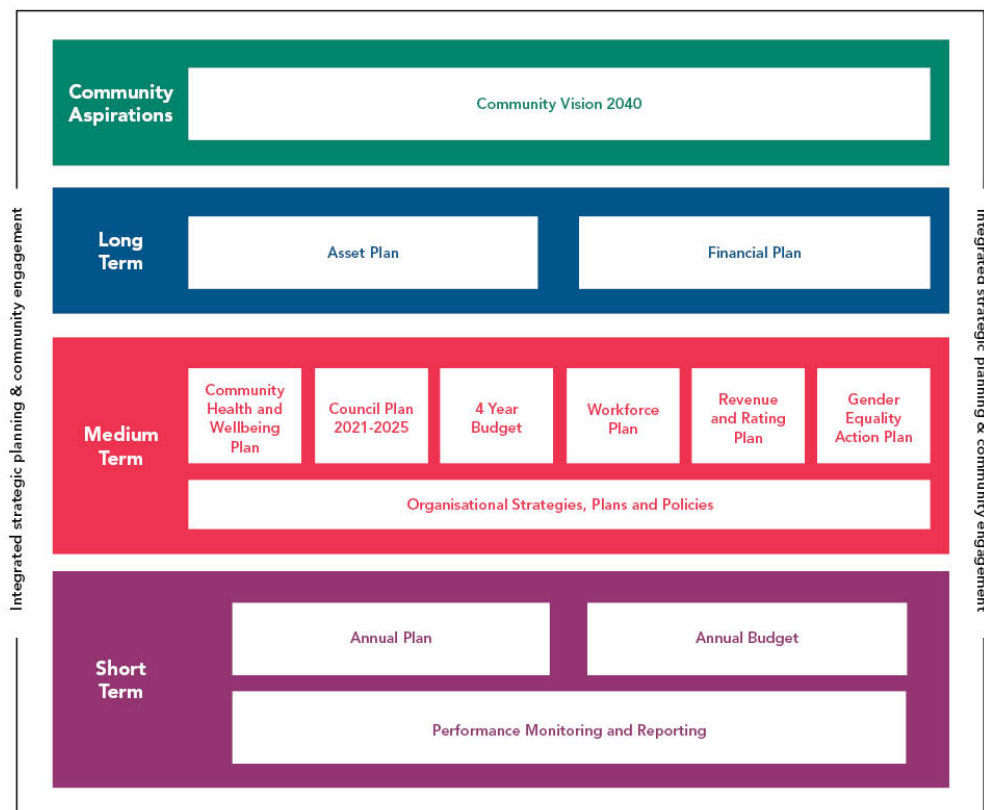 Community
Aspirations
Community Vision 2040
Long
Term
Asset Plan
Financial Plan
Medium
Term
Community
Health and
Wellbeing
Plan
Council Plan
2021-2025
4 Year
Budget
Workforce
Plan
Revenue
and Rating
Plan
Gender
Equality
Action Plan
Organisational Strategies, Plans and Policies
Short
Term
Annual Plan
Annual Budget
Performance Monitoring and Reporting
Integrated strategic planning & community engagement
Integrated strategic planning & community engagement